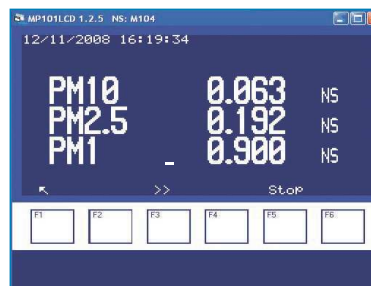 MP101LCD 1.2.5 NS: M104
12/11/2008 16:19:34
PM10 0.063 NS
PM2.5 0.192 NS
PM1 _ 0.900 NS
↖ >> Stop
F1 F2 F3 F4 F5 F6